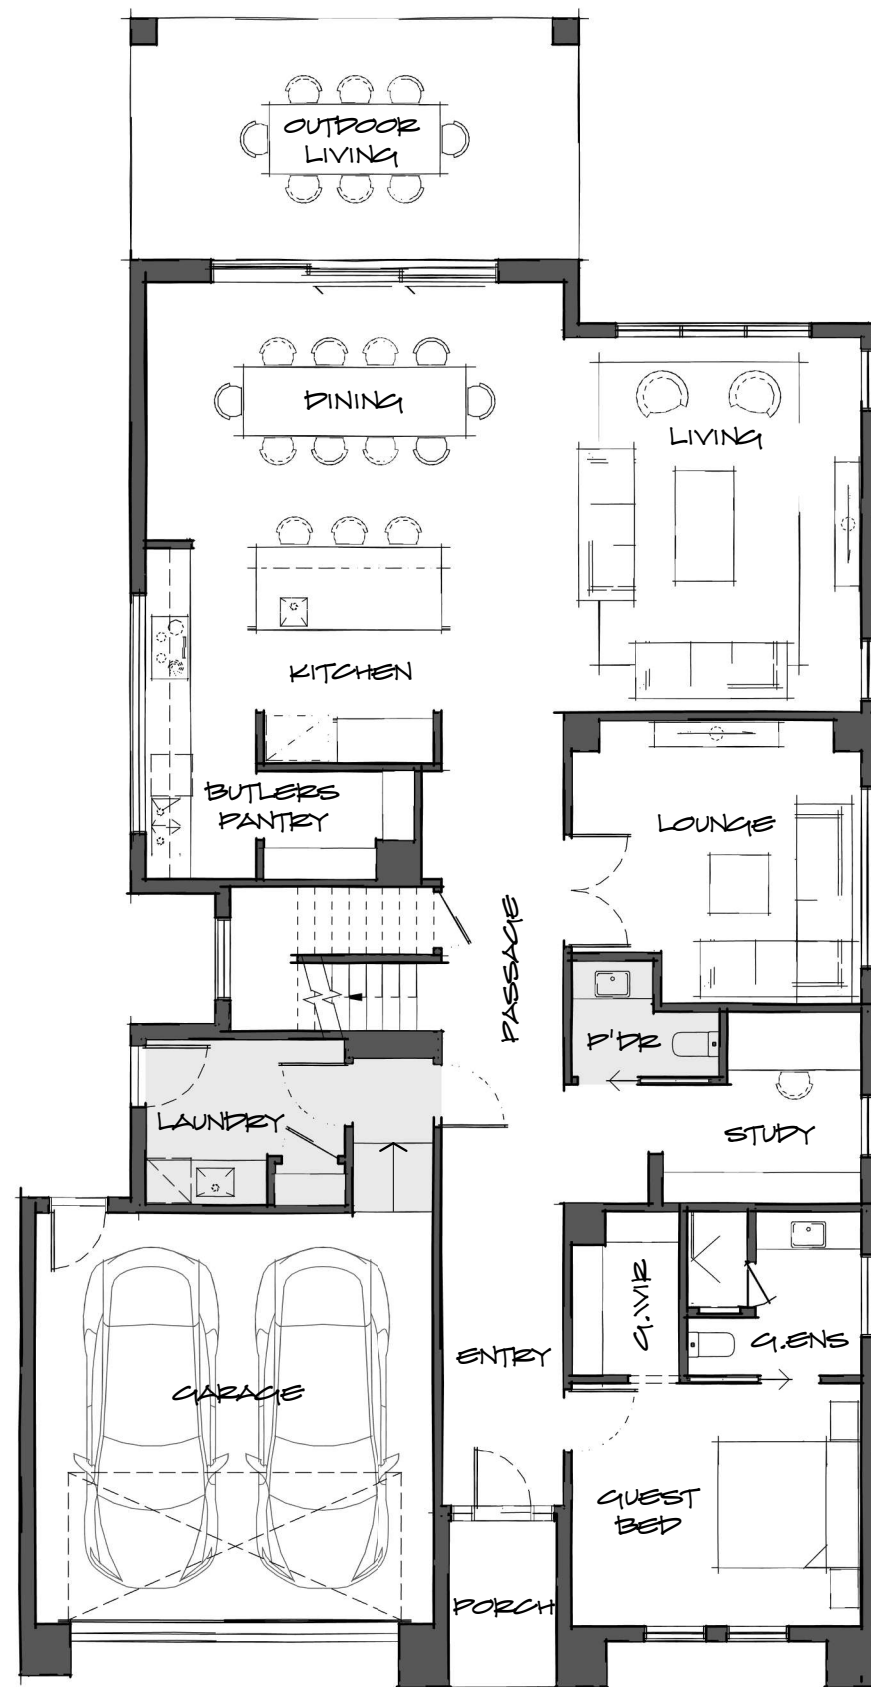 OUTDOOR
LIVING
DINING
LIVING
KITCHEN
BUTLERS
PANTRY
LOUNGE
PASSAGE
P'DR
LAUNDRY
STUDY
G.WIR
G.ENS
ENTRY
GARAGE
GUEST
BED
PORCH